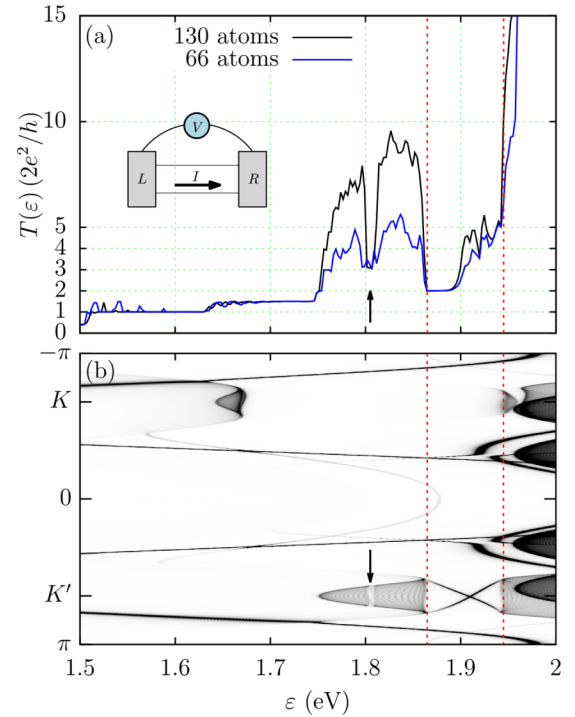 15
(a)
130 atoms
66 atoms
10
V
L
I
R
T(ε) (2e²/h)
5
4
3
2
1
0
−π
(b)
K
0
K′
π
1.5
1.6
1.7
1.8
1.9
2
ε (eV)